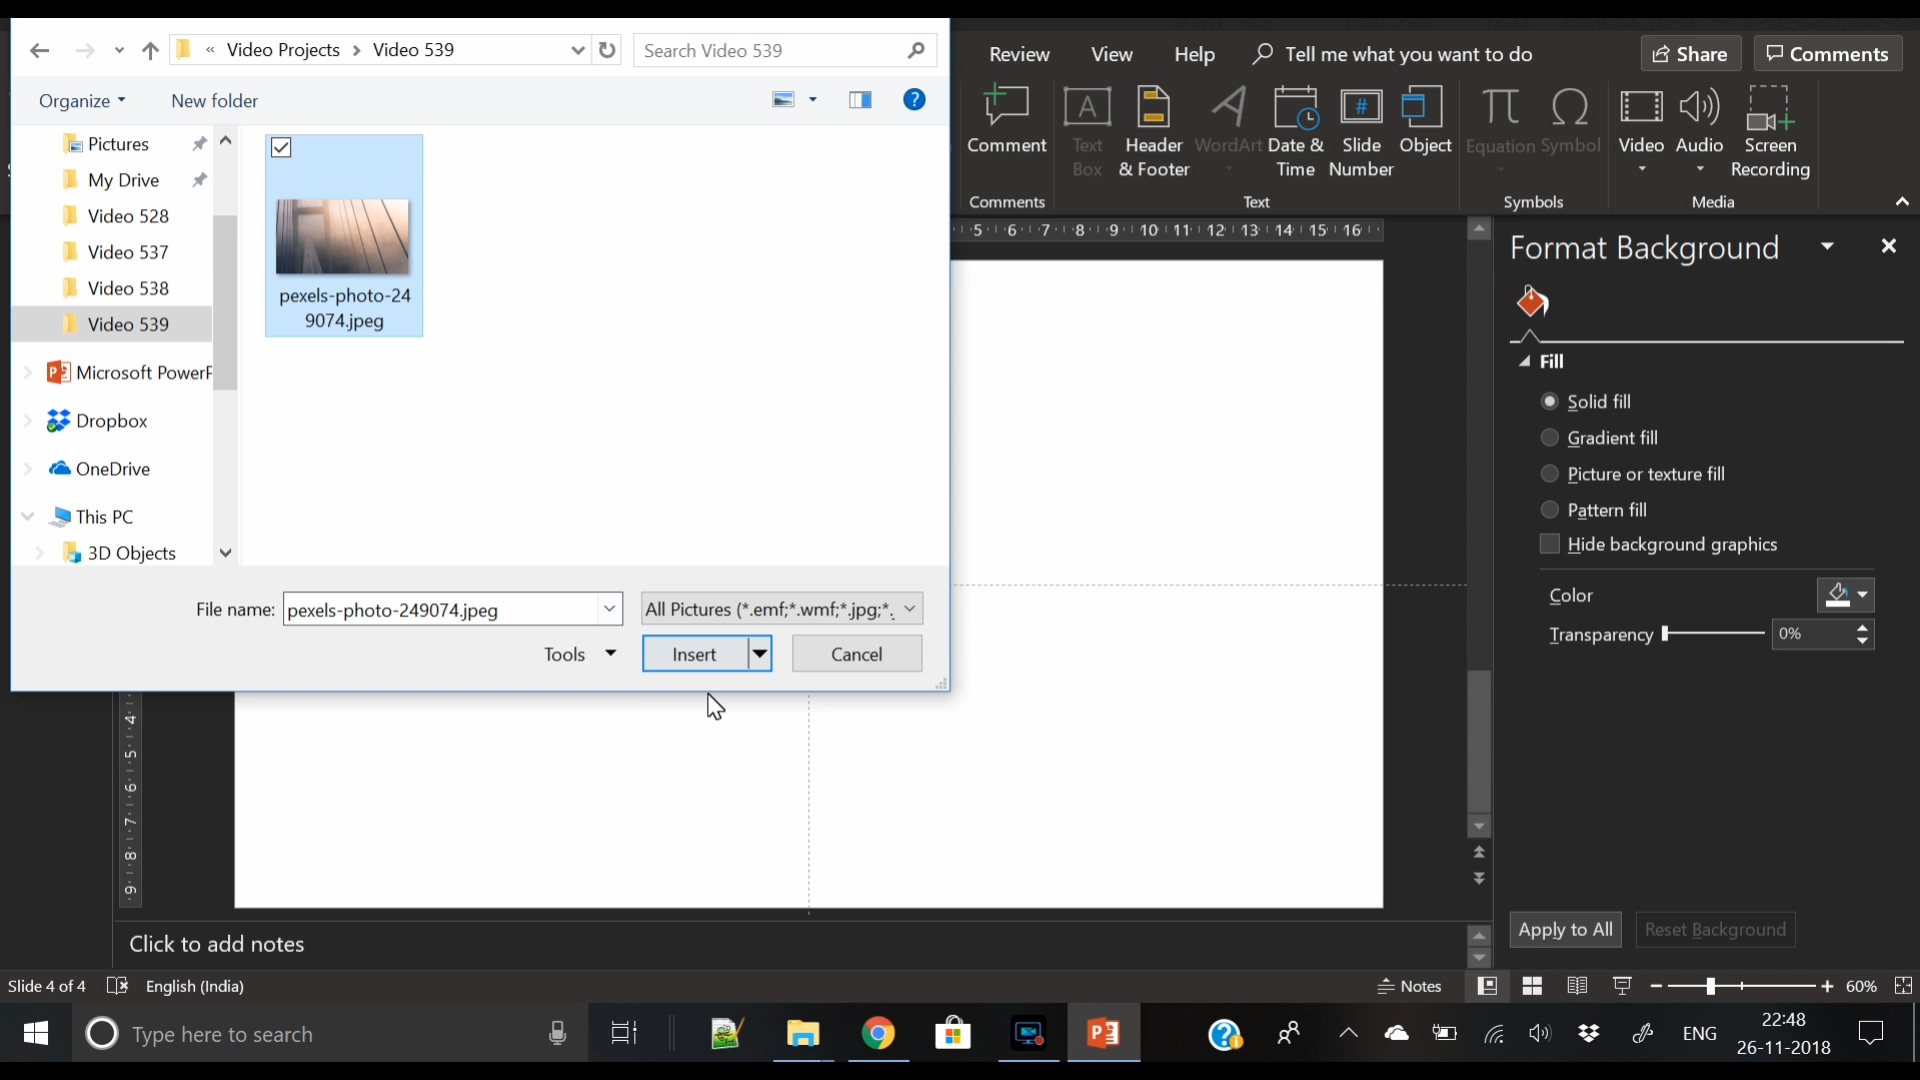 « Video Projects > Video 539
Search Video 539
Organize
New folder
Pictures
My Drive
Video 528
Video 537
Video 538
Video 539
Microsoft PowerP
Dropbox
OneDrive
This PC
3D Objects
pexels-photo-24
9074.jpeg
File name: pexels-photo-249074.jpeg
All Pictures (*.emf;*.wmf;*.jpg;*.
Tools
Insert
Cancel
Review
View
Help
Tell me what you want to do
Share
Comments
Comment
Text
Box
Header
& Footer
WordArt
Date &
Time
Slide
Number
Object
Equation
Symbol
Video
Audio
Screen
Recording
Comments
Text
Symbols
Media
5 6 7 8 9 10 11 12 13 14 15 16
4
5
6
7
8
9
Format Background
Fill
Solid fill
Gradient fill
Picture or texture fill
Pattern fill
Hide background graphics
Color
Transparency
0%
Apply to All
Reset Background
Click to add notes
Slide 4 of 4
English (India)
Notes
60%
Type here to search
ENG
22:48
26-11-2018